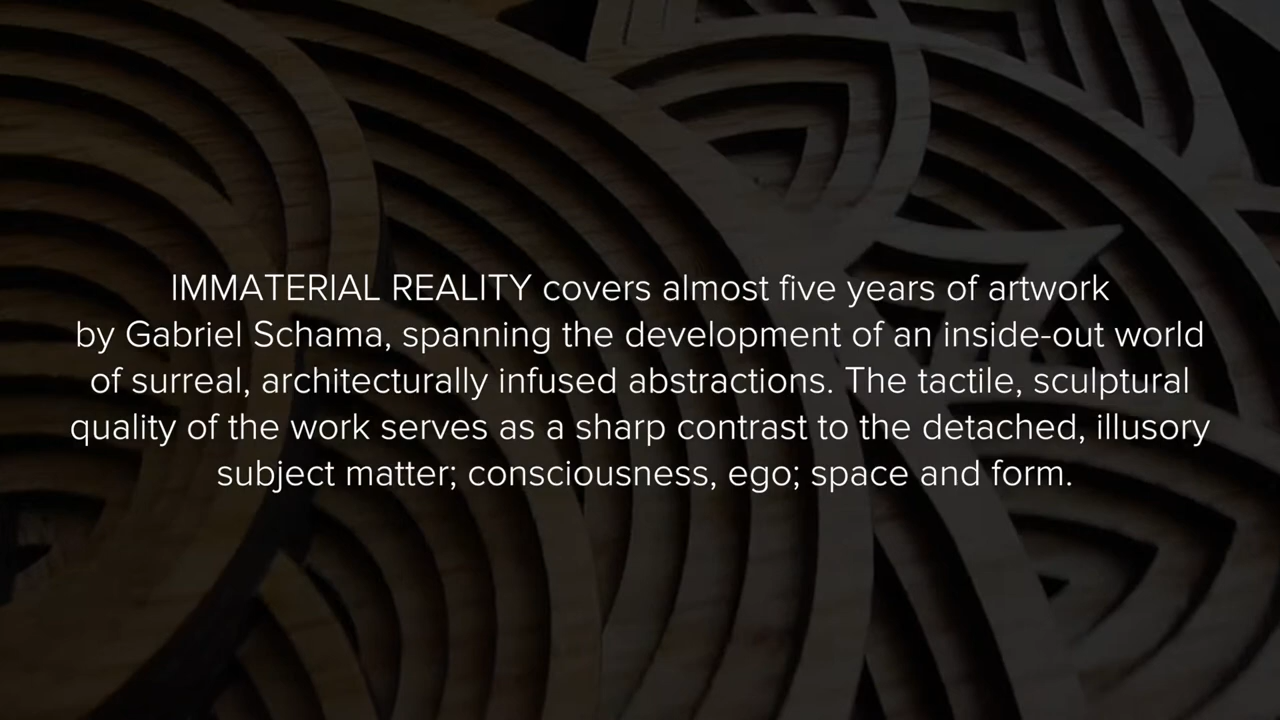 IMMATERIAL REALITY covers almost five years of artwork
by Gabriel Schama, spanning the development of an inside-out world
of surreal, architecturally infused abstractions. The tactile, sculptural
quality of the work serves as a sharp contrast to the detached, illusory
subject matter; consciousness, ego; space and form.